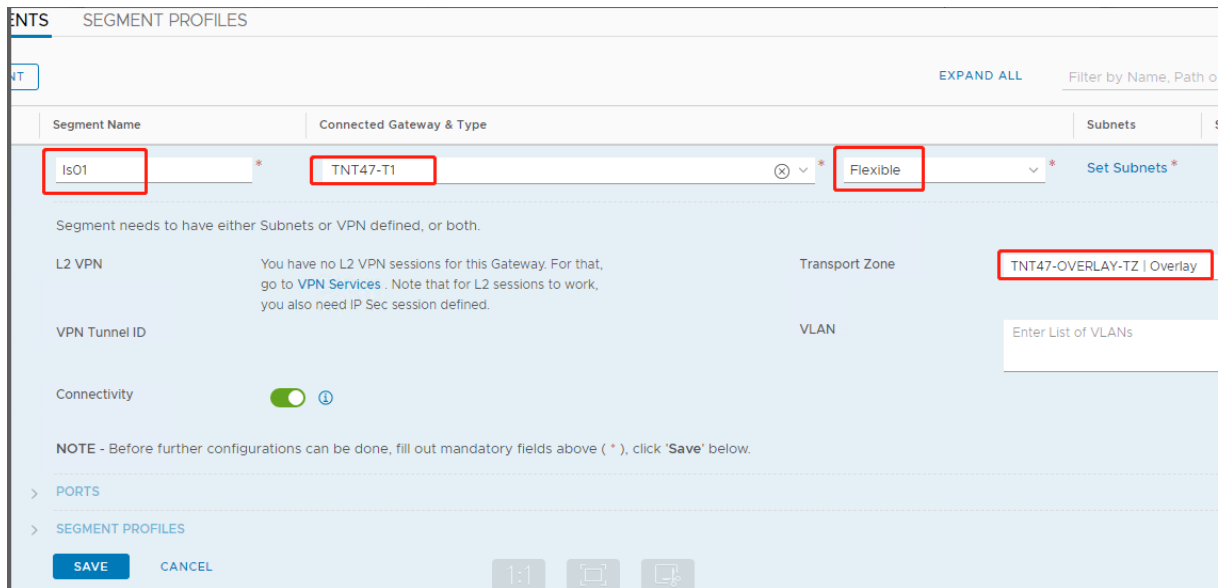 ENTS SEGMENT PROFILES
NT
EXPAND ALL Filter by Name, Path o
Segment Name Connected Gateway & Type Subnets S
ls01 * TNT47-T1 * Flexible * Set Subnets *
Segment needs to have either Subnets or VPN defined, or both.
L2 VPN You have no L2 VPN sessions for this Gateway. For that, Transport Zone TNT47-OVERLAY-TZ | Overlay
go to VPN Services . Note that for L2 sessions to work,
you also need IP Sec session defined.
VPN Tunnel ID VLAN Enter List of VLANs
Connectivity
NOTE - Before further configurations can be done, fill out mandatory fields above ( * ), click 'Save' below.
PORTS
SEGMENT PROFILES
SAVE CANCEL
1:1